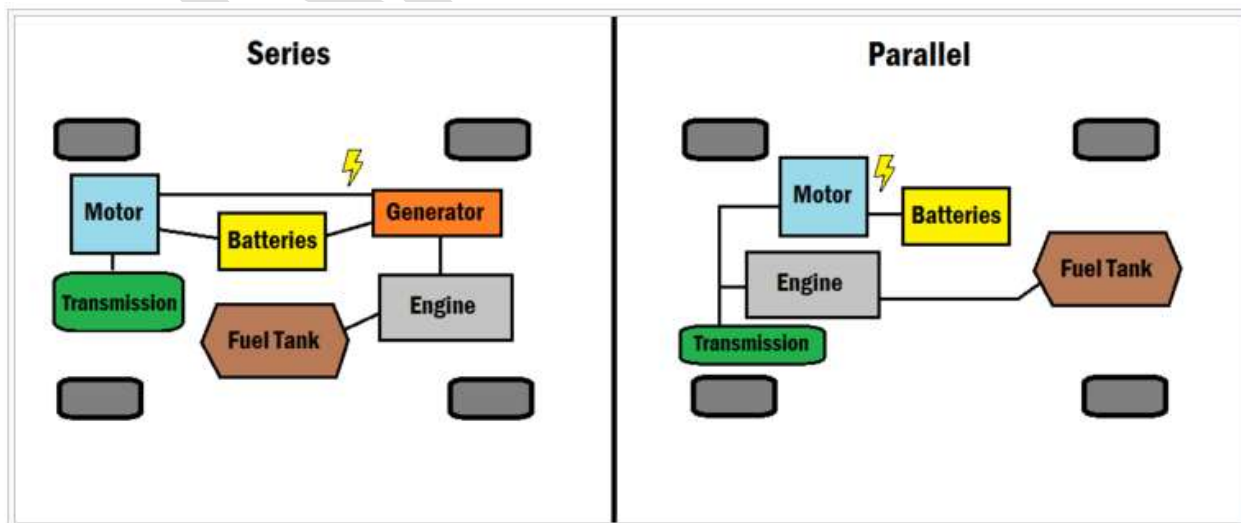 Series
Motor
Generator
Batteries
Transmission
Engine
Fuel Tank
Parallel
Motor
Batteries
Engine
Fuel Tank
Transmission